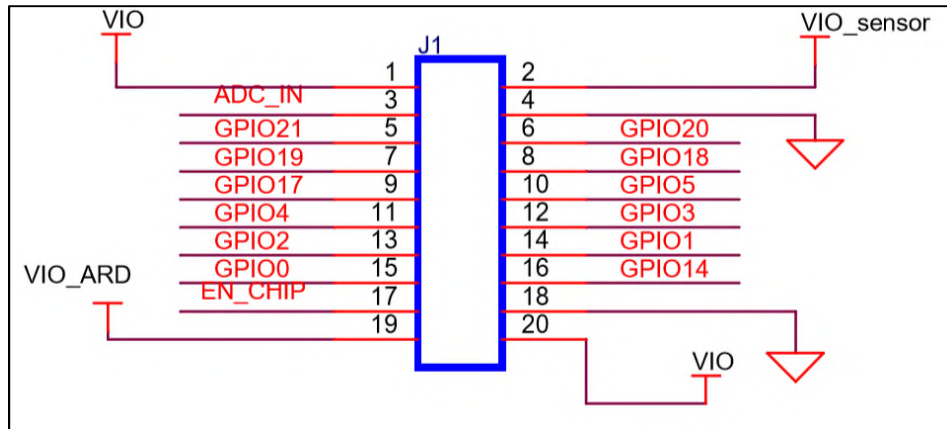 VIO
VIO_sensor
J1
1 2
ADC_IN 3 4
GPIO21 5 6 GPIO20
GPIO19 7 8 GPIO18
GPIO17 9 10 GPIO5
GPIO4 11 12 GPIO3
GPIO2 13 14 GPIO1
GPIO0 15 16 GPIO14
VIO_ARD
EN_CHIP 17 18
19 20
VIO